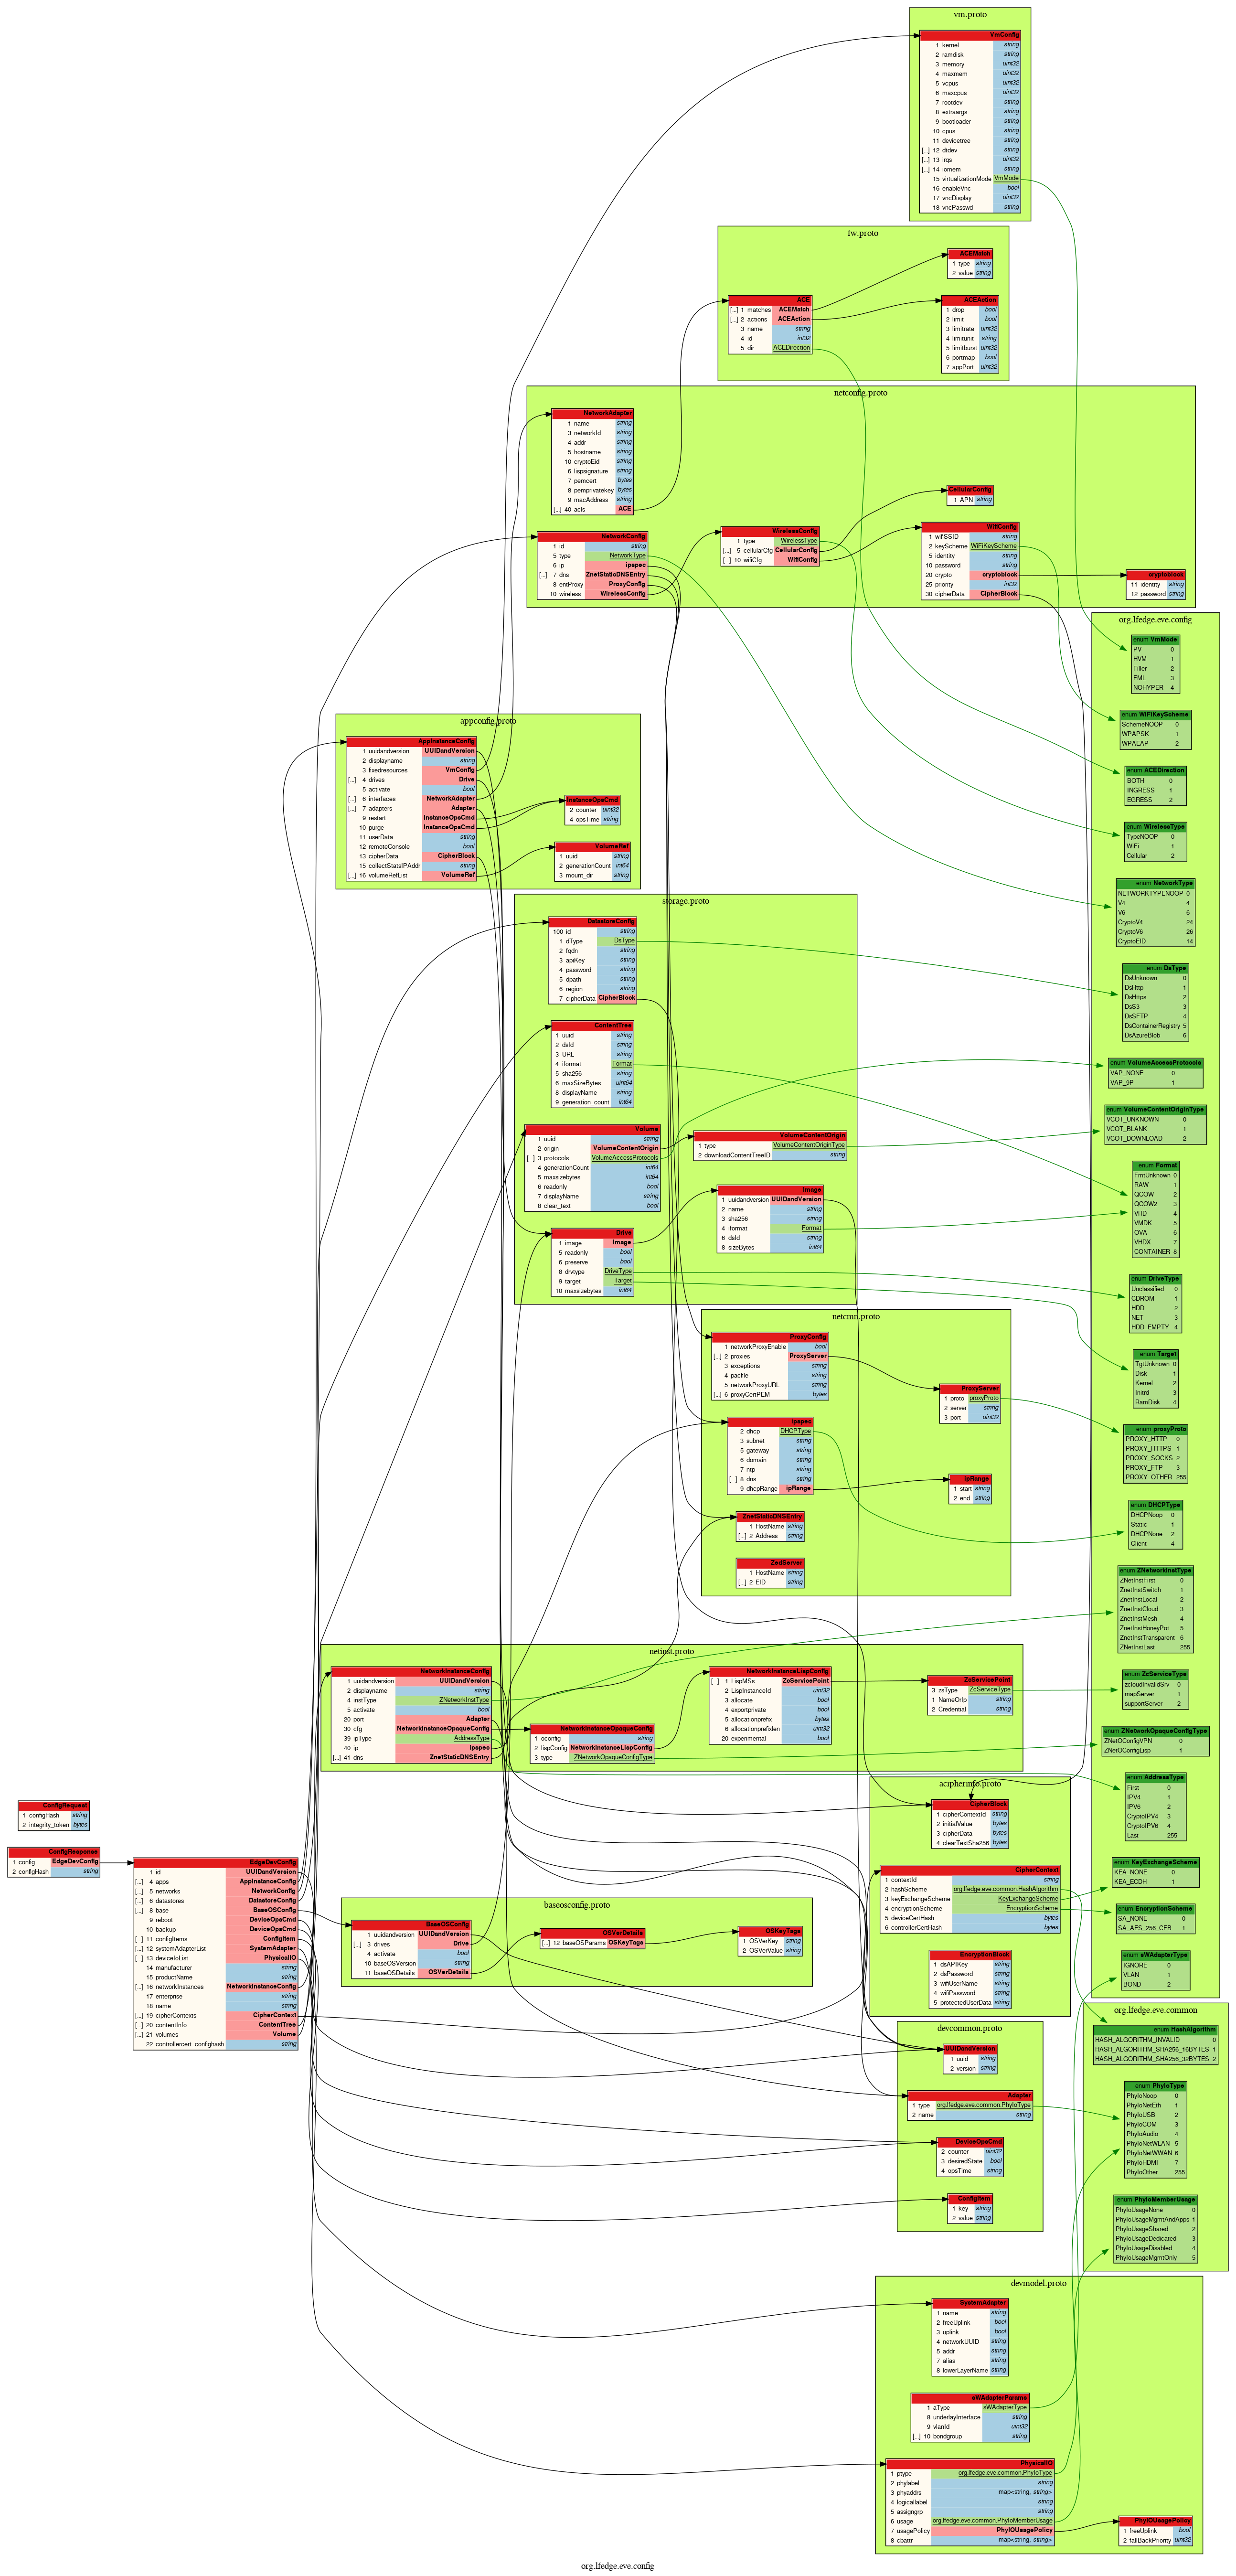 vm.proto
VmConfig
1 kernel string
2 ramdisk string
3 memory uint32
4 maxmem uint32
5 vcpus uint32
6 maxcpus uint32
7 rootdev string
8 extraargs string
9 bootloader string
10 cpus string
11 devicetree string
[...] 12 dtdev string
[...] 13 irqs uint32
[...] 14 iomem string
15 virtualizationMode VmMode
16 enableVnc bool
17 vncDisplay uint32
18 vncPasswd string
fw.proto
ACEMatch
1 type string
2 value string
ACE
[...] 1 matches ACEMatch
[...] 2 actions ACEAction
3 name string
4 id int32
5 dir ACEDirection
ACEAction
1 drop bool
2 limit bool
3 limitrate uint32
4 limitunit string
5 limitburst uint32
6 portmap bool
7 appPort uint32
netconfig.proto
NetworkAdapter
1 name string
3 networkId string
4 addr string
5 hostname string
10 cryptoEid string
6 lispsignature string
7 pemcert bytes
8 pemprivatekey bytes
9 macAddress string
[...] 40 acls ACE
CellularConfig
1 APN string
NetworkConfig
1 id string
5 type NetworkType
6 ip ipspec
[...] 7 dns ZnetStaticDNSEntry
8 entProxy ProxyConfig
10 wireless WirelessConfig
WirelessConfig
1 type WirelessType
[...] 5 cellularCfg CellularConfig
[...] 10 wifiCfg WifiConfig
WifiConfig
1 wifiSSID string
2 keyScheme WiFiKeyScheme
5 identity string
10 password string
20 crypto cryptoblock
25 priority int32
30 cipherData CipherBlock
cryptoblock
11 identity string
12 password string
org.lfedge.eve.config
enum VmMode
PV 0
HVM 1
Filler 2
FML 3
NOHYPER 4
enum WiFiKeyScheme
SchemeNOOP 0
WPAPSK 1
WPAEAP 2
enum ACEDirection
BOTH 0
INGRESS 1
EGRESS 2
enum WirelessType
TypeNOOP 0
WiFi 1
Cellular 2
enum NetworkType
NETWORKTYPENOOP 0
V4 4
V6 6
CryptoV4 24
CryptoV6 26
CryptoEID 14
enum DsType
DsUnknown 0
DsHttp 1
DsHttps 2
DsS3 3
DsSFTP 4
DsContainerRegistry 5
DsAzureBlob 6
enum VolumeAccessProtocols
VAP_NONE 0
VAP_9P 1
enum VolumeContentOriginType
VCOT_UNKNOWN 0
VCOT_BLANK 1
VCOT_DOWNLOAD 2
enum Format
FmtUnknown 0
RAW 1
QCOW 2
QCOW2 3
VHD 4
VMDK 5
OVA 6
VHDX 7
CONTAINER 8
enum DriveType
Unclassified 0
CDROM 1
HDD 2
NET 3
HDD_EMPTY 4
enum Target
TgtUnknown 0
Disk 1
Kernel 2
Initrd 3
RamDisk 4
enum proxyProto
PROXY_HTTP 0
PROXY_HTTPS 1
PROXY_SOCKS 2
PROXY_FTP 3
PROXY_OTHER 255
enum DHCPType
DHCPNoop 0
Static 1
DHCPNone 2
Client 4
enum ZNetworkInstType
ZNetInstFirst 0
ZnetInstSwitch 1
ZnetInstLocal 2
ZnetInstCloud 3
ZnetInstMesh 4
ZnetInstHoneyPot 5
ZnetInstTransparent 6
ZNetInstLast 255
enum ZcServiceType
zcloudInvalidSrv 0
mapServer 1
supportServer 2
enum ZNetworkOpaqueConfigType
ZNetOConfigVPN 0
ZNetOConfigLisp 1
enum AddressType
First 0
IPV4 1
IPV6 2
CryptoIPV4 3
CryptoIPV6 4
Last 255
enum KeyExchangeScheme
KEA_NONE 0
KEA_ECDH 1
enum EncryptionScheme
SA_NONE 0
SA_AES_256_CFB 1
enum sWAdapterType
IGNORE 0
VLAN 1
BOND 2
appconfig.proto
AppInstanceConfig
1 uuidandversion UUIDandVersion
2 displayname string
3 fixedresources VmConfig
[...] 4 drives Drive
5 activate bool
[...] 6 interfaces NetworkAdapter
[...] 7 adapters Adapter
9 restart InstanceOpsCmd
10 purge InstanceOpsCmd
11 userData string
12 remoteConsole bool
13 cipherData CipherBlock
15 collectStatsIPAddr string
[...] 16 volumeRefList VolumeRef
InstanceOpsCmd
2 counter uint32
4 opsTime string
VolumeRef
1 uuid string
2 generationCount int64
3 mount_dir string
storage.proto
DatastoreConfig
100 id string
1 dType DsType
2 fqdn string
3 apiKey string
4 password string
5 dpath string
6 region string
7 cipherData CipherBlock
ContentTree
1 uuid string
2 dsId string
3 URL string
4 iformat Format
5 sha256 string
6 maxSizeBytes uint64
8 displayName string
9 generation_count int64
Volume
1 uuid string
2 origin VolumeContentOrigin
[...] 3 protocols VolumeAccessProtocols
4 generationCount int64
5 maxsizebytes int64
6 readonly bool
7 displayName string
8 clear_text bool
VolumeContentOrigin
1 type VolumeContentOriginType
2 downloadContentTreeID string
Image
1 uuidandversion UUIDandVersion
2 name string
3 sha256 string
4 iformat Format
6 dsId string
8 sizeBytes int64
Drive
1 image Image
5 readonly bool
6 preserve bool
8 drvtype DriveType
9 target Target
10 maxsizebytes int64
netcmn.proto
ProxyConfig
1 networkProxyEnable bool
[...] 2 proxies ProxyServer
3 exceptions string
4 pacfile string
5 networkProxyURL string
[...] 6 proxyCertPEM bytes
ProxyServer
1 proto proxyProto
2 server string
3 port uint32
ipspec
2 dhcp DHCPType
3 subnet string
5 gateway string
6 domain string
7 ntp string
[...] 8 dns string
9 dhcpRange ipRange
ipRange
1 start string
2 end string
ZnetStaticDNSEntry
1 HostName string
[...] 2 Address string
ZedServer
1 HostName string
[...] 2 EID string
netinst.proto
NetworkInstanceConfig
1 uuidandversion UUIDandVersion
2 displayname string
4 instType ZNetworkInstType
5 activate bool
20 port Adapter
30 cfg NetworkInstanceOpaqueConfig
39 ipType AddressType
40 ip ipspec
[...] 41 dns ZnetStaticDNSEntry
NetworkInstanceOpaqueConfig
1 oconfig string
2 lispConfig NetworkInstanceLispConfig
3 type ZNetworkOpaqueConfigType
NetworkInstanceLispConfig
[...] 1 LispMSs ZcServicePoint
2 LispInstanceId uint32
3 allocate bool
4 exportprivate bool
5 allocationprefix bytes
6 allocationprefixlen uint32
20 experimental bool
ZcServicePoint
3 zsType ZcServiceType
1 NameOrIp string
2 Credential string
acipherinfo.proto
CipherBlock
1 cipherContextId string
2 initialValue bytes
3 cipherData bytes
4 clearTextSha256 bytes
CipherContext
1 contextId string
2 hashScheme org.lfedge.eve.common.HashAlgorithm
3 keyExchangeScheme KeyExchangeScheme
4 encryptionScheme EncryptionScheme
5 deviceCertHash bytes
6 controllerCertHash bytes
EncryptionBlock
1 dsAPIKey string
2 dsPassword string
3 wifiUserName string
4 wifiPassword string
5 protectedUserData string
ConfigRequest
1 configHash string
2 integrity_token bytes
ConfigResponse
1 config EdgeDevConfig
2 configHash string
EdgeDevConfig
1 id UUIDandVersion
[...] 4 apps AppInstanceConfig
[...] 5 networks NetworkConfig
[...] 6 datastores DatastoreConfig
[...] 8 base BaseOSConfig
9 reboot DeviceOpsCmd
10 backup DeviceOpsCmd
[...] 11 configItems ConfigItem
[...] 12 systemAdapterList SystemAdapter
[...] 13 deviceIoList PhysicalIO
14 manufacturer string
15 productName string
[...] 16 networkInstances NetworkInstanceConfig
17 enterprise string
18 name string
[...] 19 cipherContexts CipherContext
[...] 20 contentInfo ContentTree
[...] 21 volumes Volume
22 controllercert_confighash string
baseosconfig.proto
BaseOSConfig
1 uuidandversion UUIDandVersion
[...] 3 drives Drive
4 activate bool
10 baseOSVersion string
11 baseOSDetails OSVerDetails
OSVerDetails
[...] 12 baseOSParams OSKeyTags
OSKeyTags
1 OSVerKey string
2 OSVerValue string
devcommon.proto
UUIDandVersion
1 uuid string
2 version string
Adapter
1 type org.lfedge.eve.common.PhyIoType
2 name string
DeviceOpsCmd
2 counter uint32
3 desiredState bool
4 opsTime string
ConfigItem
1 key string
2 value string
org.lfedge.eve.common
enum HashAlgorithm
HASH_ALGORITHM_INVALID 0
HASH_ALGORITHM_SHA256_16BYTES 1
HASH_ALGORITHM_SHA256_32BYTES 2
enum PhyIoType
PhyIoNoop 0
PhyIoNetEth 1
PhyIoUSB 2
PhyIoCOM 3
PhyIoAudio 4
PhyIoNetWLAN 5
PhyIoNetWWAN 6
PhyIoHDMI 7
PhyIoOther 255
enum PhyIoMemberUsage
PhyIoUsageNone 0
PhyIoUsageMgmtAndApps 1
PhyIoUsageShared 2
PhyIoUsageDedicated 3
PhyIoUsageDisabled 4
PhyIoUsageMgmtOnly 5
devmodel.proto
SystemAdapter
1 name string
2 freeUplink bool
3 uplink bool
4 networkUUID string
5 addr string
7 alias string
8 lowerLayerName string
sWAdapterParams
1 aType sWAdapterType
8 underlayInterface string
9 vlanId uint32
[...] 10 bondgroup string
PhysicalIO
1 ptype org.lfedge.eve.common.PhyIoType
2 phylabel string
3 phyaddrs map<string, string>
4 logicallabel string
5 assigngrp string
6 usage org.lfedge.eve.common.PhyIoMemberUsage
7 usagePolicy PhyIOUsagePolicy
8 cbattr map<string, string>
PhyIOUsagePolicy
1 freeUplink bool
2 fallBackPriority uint32
org.lfedge.eve.config